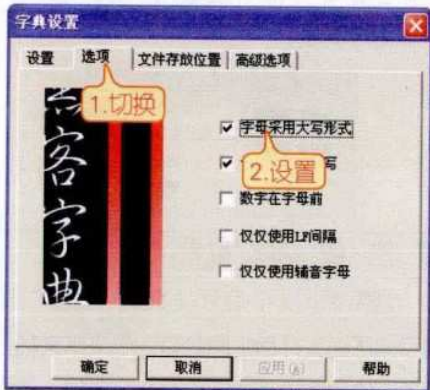 字典设置
设置 选项 文件存放位置 高级选项
1.切换
字母采用大写形式
写
2.设置
数字在字母前
仅仅使用LF间隔
仅仅使用辅音字母
客字典
确定 取消 应用(A) 帮助